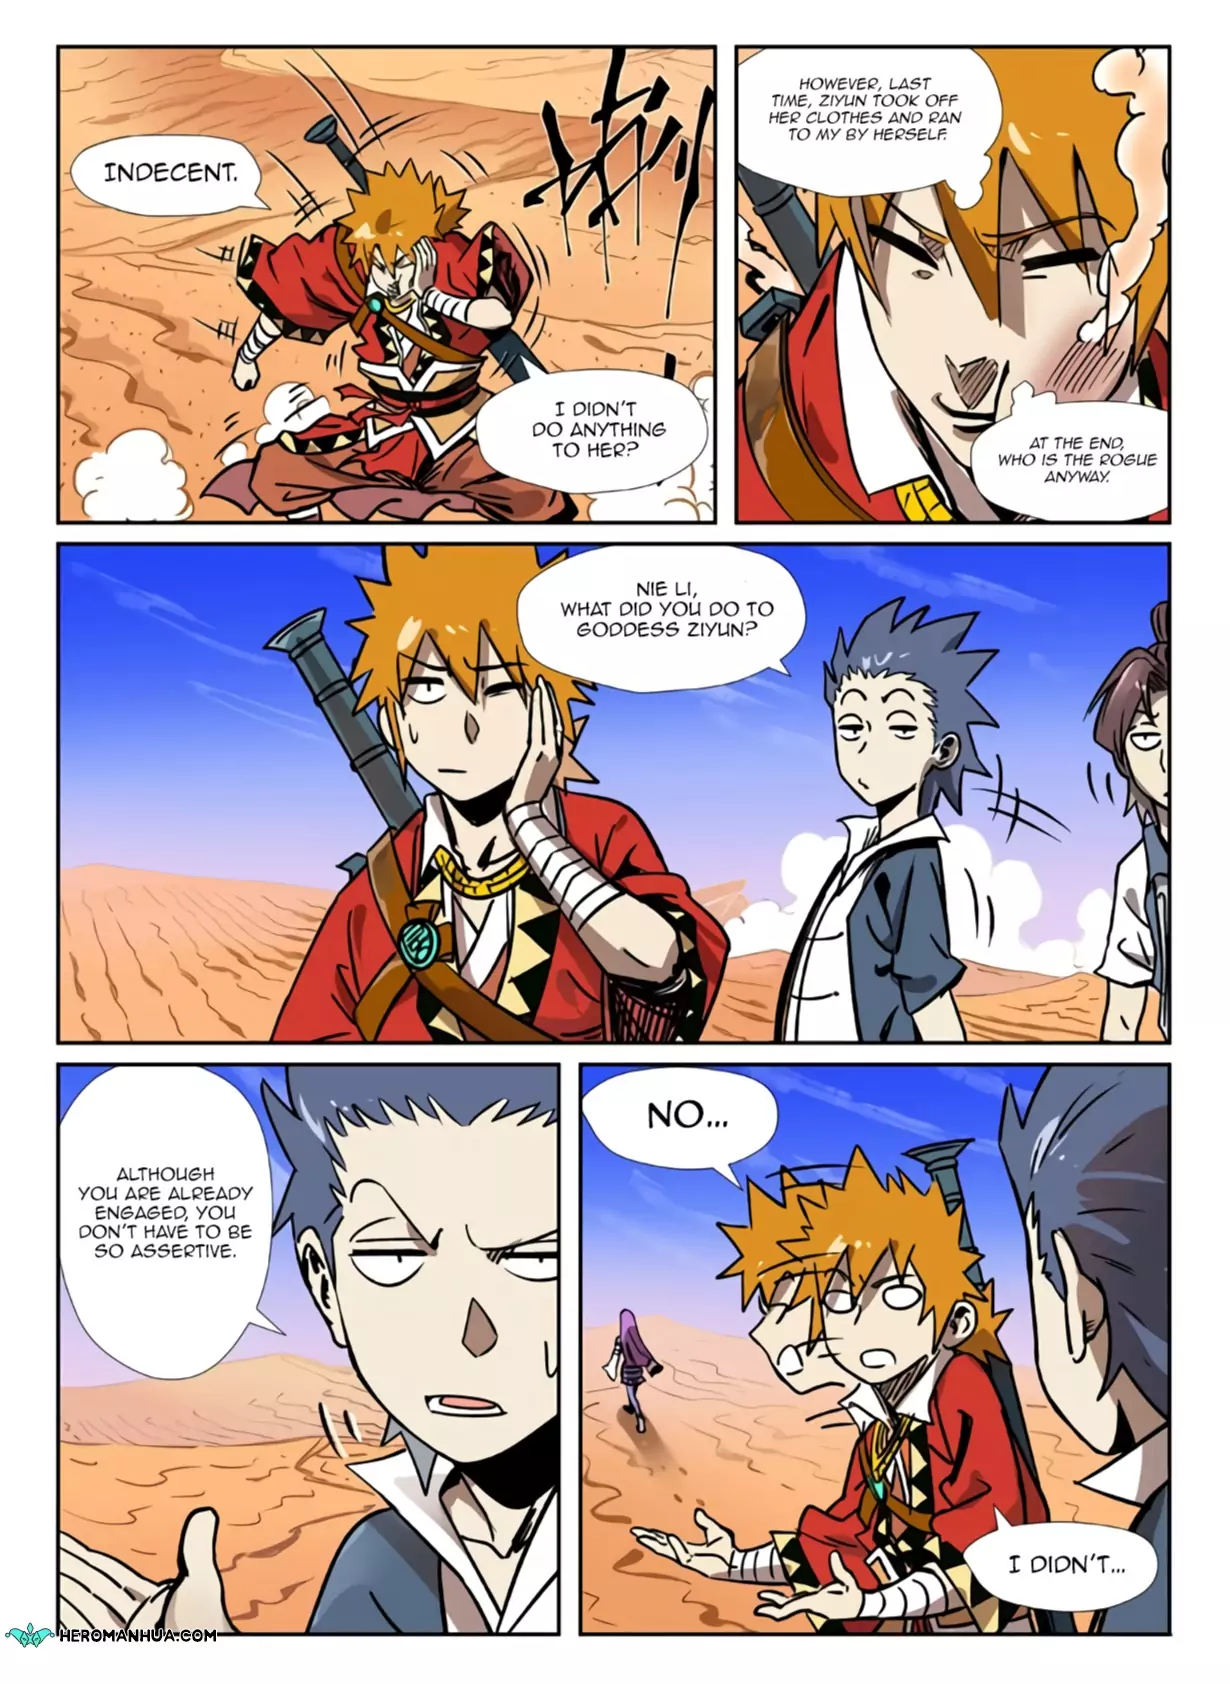 INDECENT.
I DIDN'T
DO ANYTHING
TO HER?
HOWEVER, LAST
TIME, ZIYUN TOOK OFF
HER CLOTHES AND RAN
TO MY BY HERSELF.
AT THE END,
WHO IS THE ROGUE
ANYWAY.
NIE LI,
WHAT DID YOU DO TO
GODDESS ZIYUN?
ALTHOUGH
YOU ARE ALREADY
ENGAGED, YOU
DON'T HAVE TO BE
SO ASSERTIVE.
NO...
I DIDN'T...
HEROMANHUA.COM